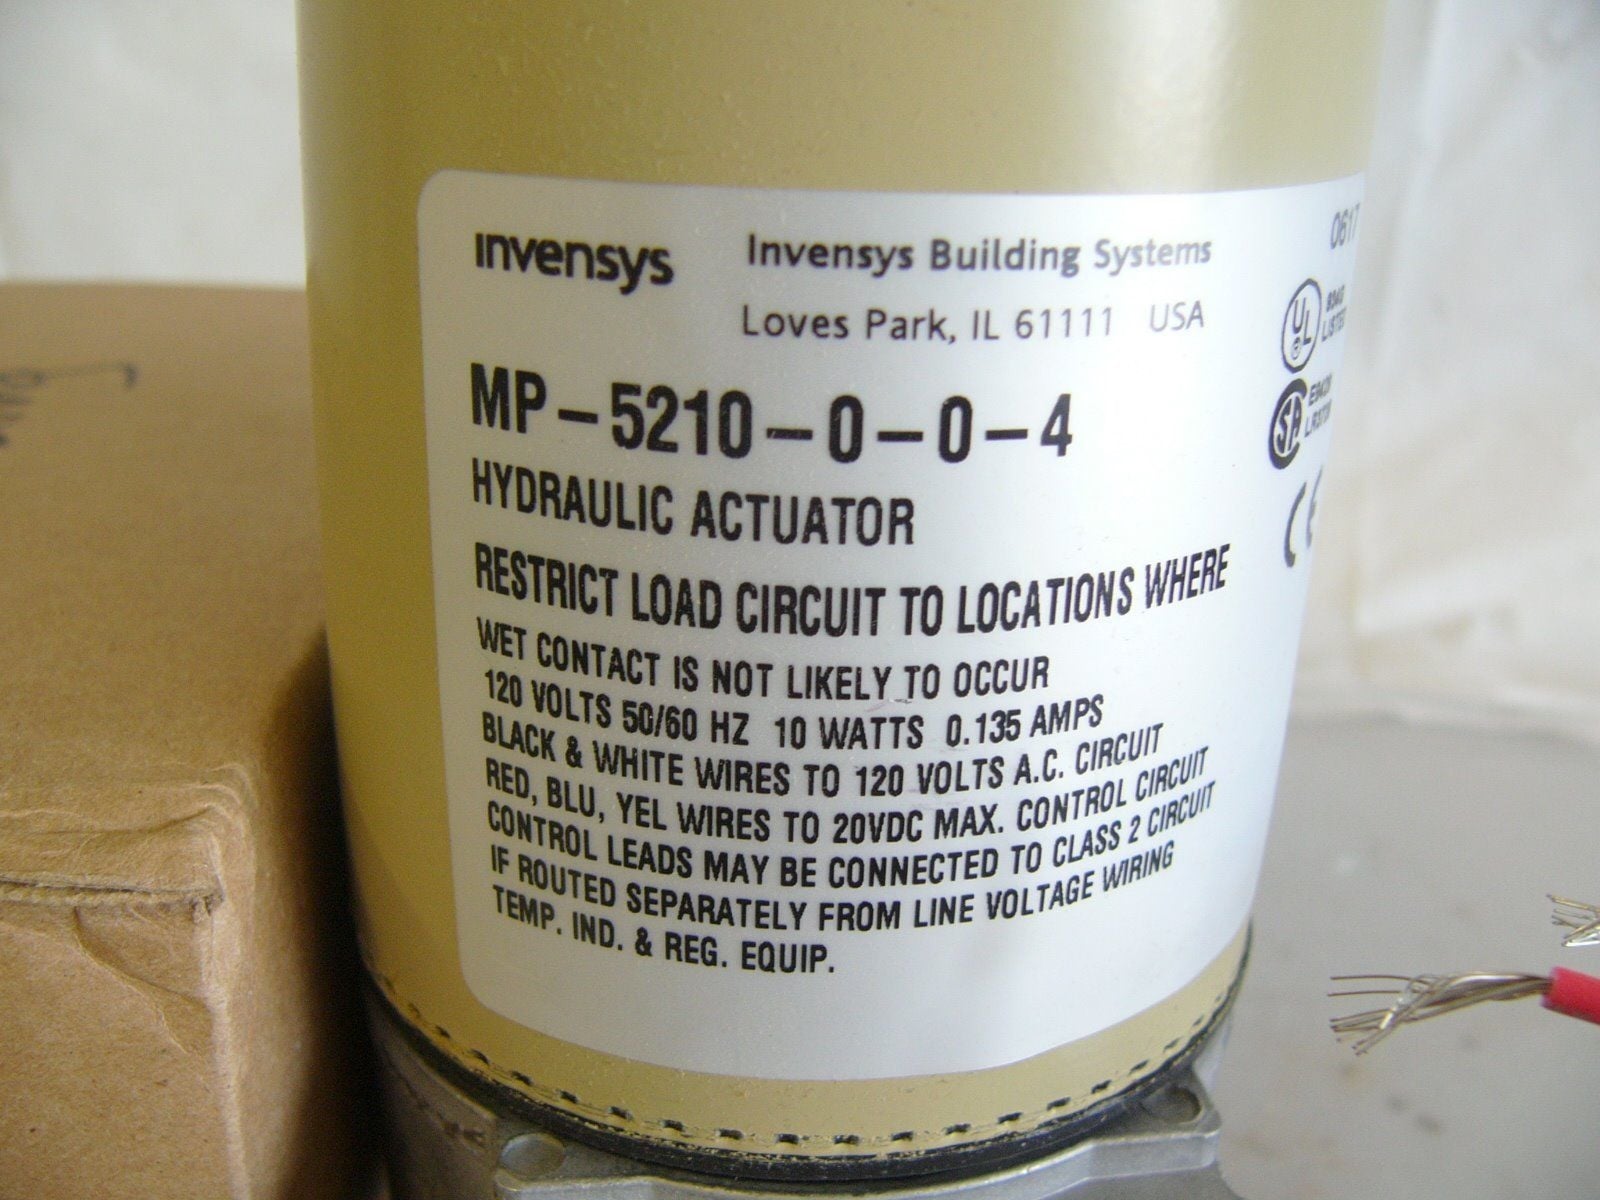 invensys Invensys Building Systems 0617
Loves Park, IL 61111 USA
UL
LISTED
MP-5210-0-0-4
SA
HYDRAULIC ACTUATOR
CE
RESTRICT LOAD CIRCUIT TO LOCATIONS WHERE
WET CONTACT IS NOT LIKELY TO OCCUR
120 VOLTS 50/60 HZ 10 WATTS 0.135 AMPS
BLACK & WHITE WIRES TO 120 VOLTS A.C. CIRCUIT
RED, BLU, YEL WIRES TO 20VDC MAX. CONTROL CIRCUIT
CONTROL LEADS MAY BE CONNECTED TO CLASS 2 CIRCUIT
IF ROUTED SEPARATELY FROM LINE VOLTAGE WIRING
TEMP. IND. & REG. EQUIP.